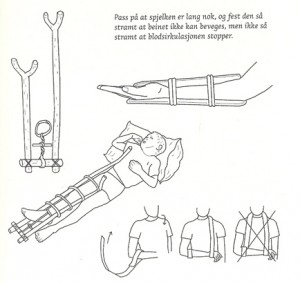 Pass på at spjelken er lang nok, og fest den så
stramt at beinet ikke kan beveges, men ikke så
stramt at blodsirkulasjonen stopper.